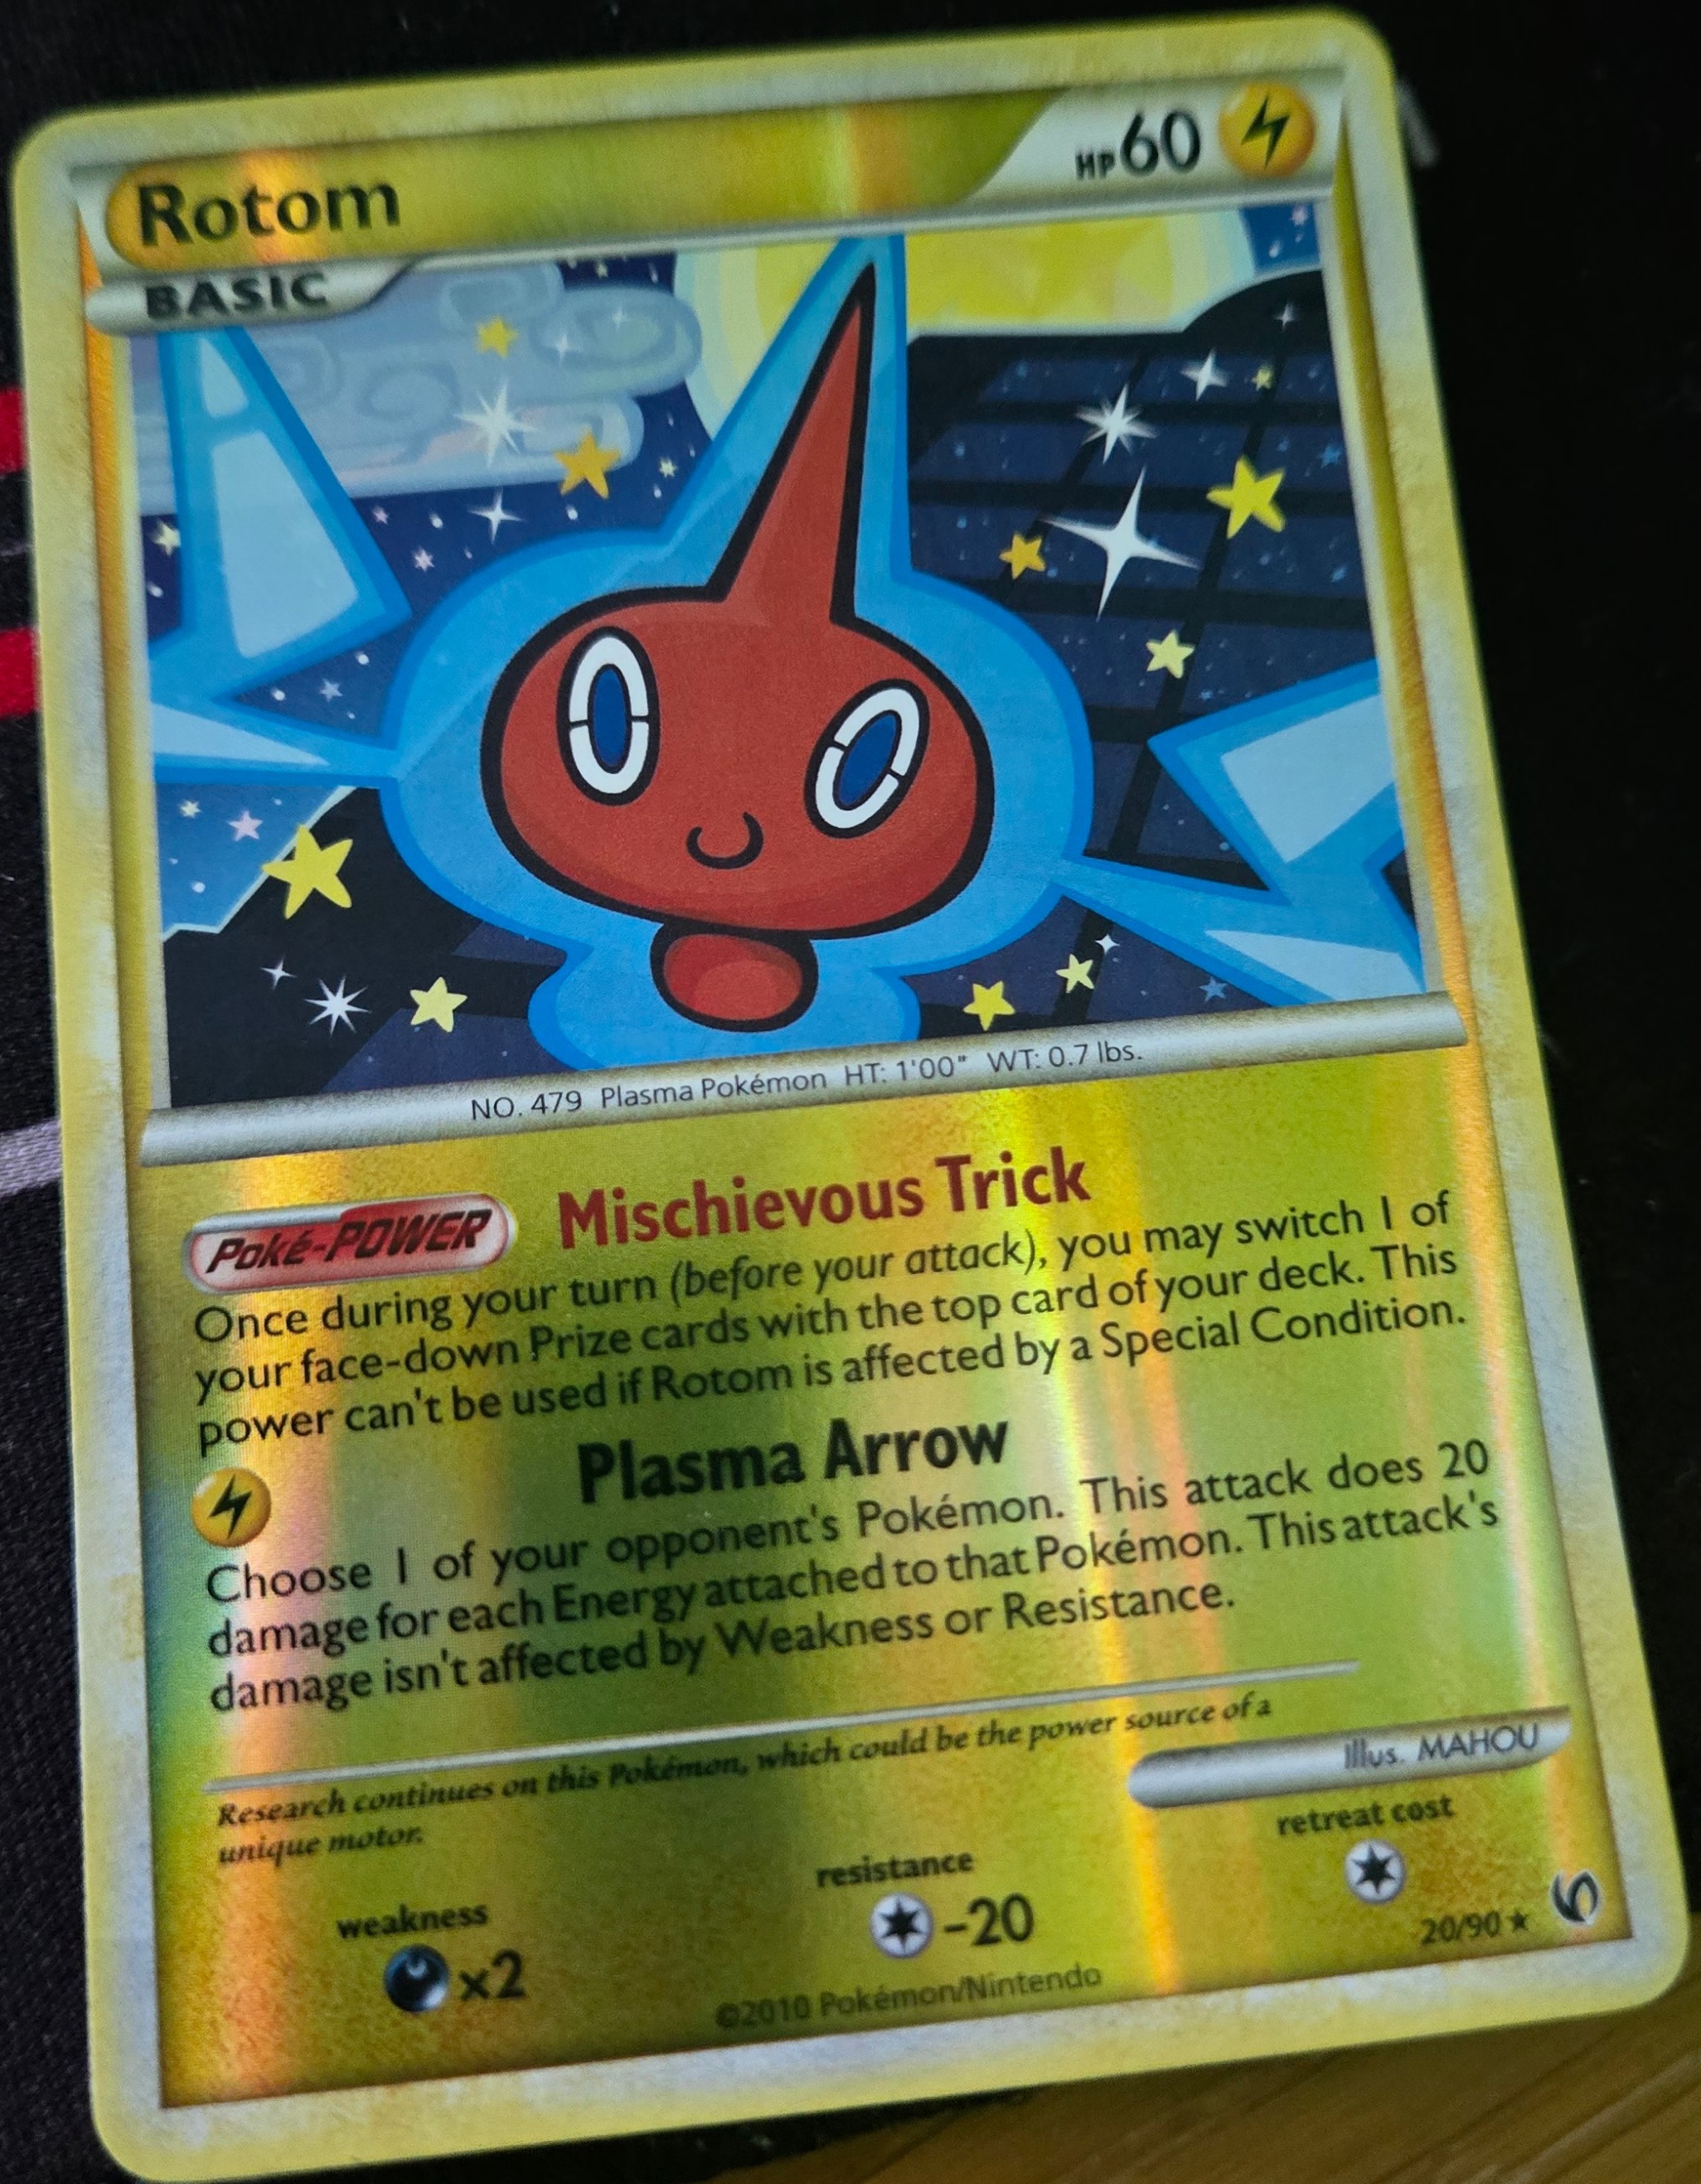 Rotom
HP 60
BASIC
NO. 479 Plasma Pokémon HT: 1'00" WT: 0.7 lbs.
Poké-POWER Mischievous Trick
Once during your turn (before your attack), you may switch 1 of
your face-down Prize cards with the top card of your deck. This
power can't be used if Rotom is affected by a Special Condition.
Plasma Arrow
Choose 1 of your opponent's Pokémon. This attack does 20
damage for each Energy attached to that Pokémon. This attack's
damage isn't affected by Weakness or Resistance.
Research continues on this Pokémon, which could be the power source of a
unique motor.
Illus. MAHOU
weakness
x2
resistance
-20
retreat cost
20/90 ★
©2010 Pokémon/Nintendo